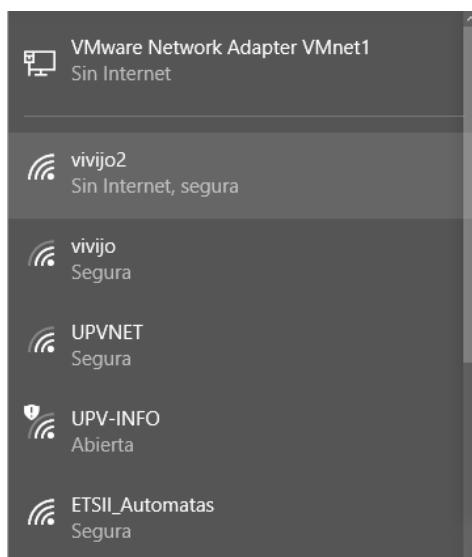 VMware Network Adapter VMnet1
Sin Internet
vivijo2
Sin Internet, segura
vivijo
Segura
UPVNET
Segura
UPV-INFO
Abierta
ETSII_Automatas
Segura